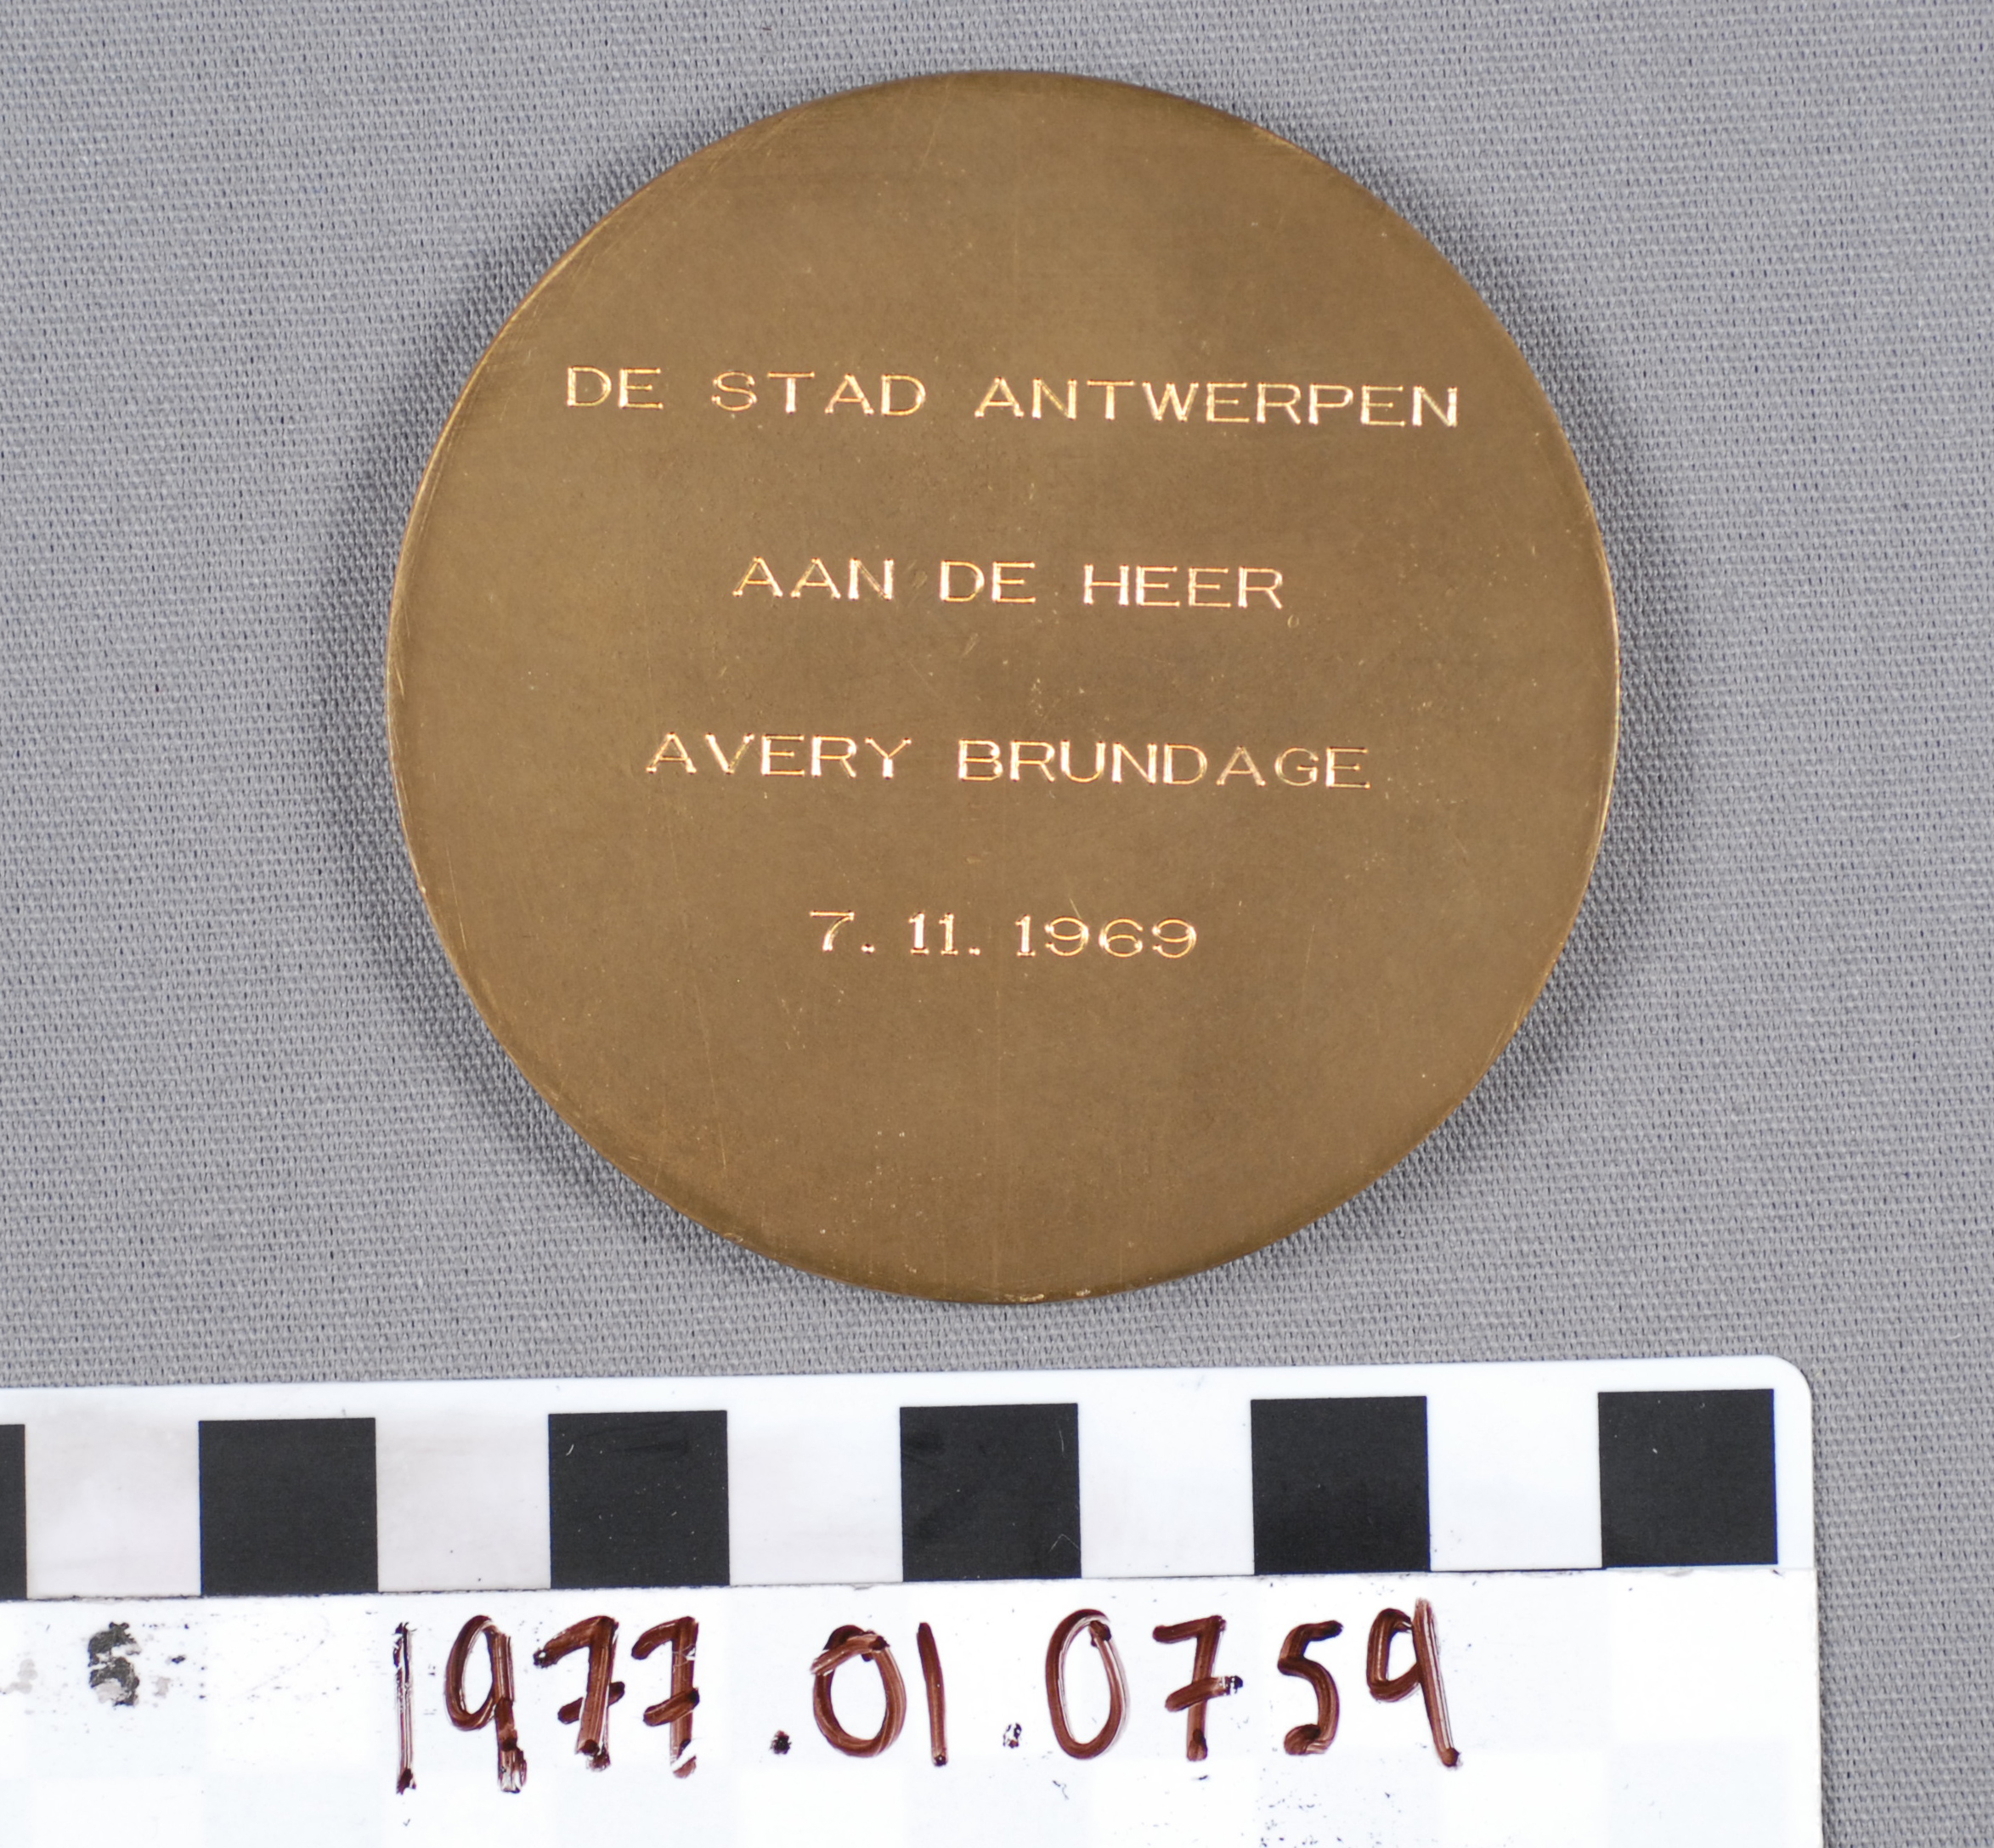 DE STAD ANTWERPEN
AAN DE HEER
AVERY BRUNDAGE
7. 11. 1969
1977.01.0759